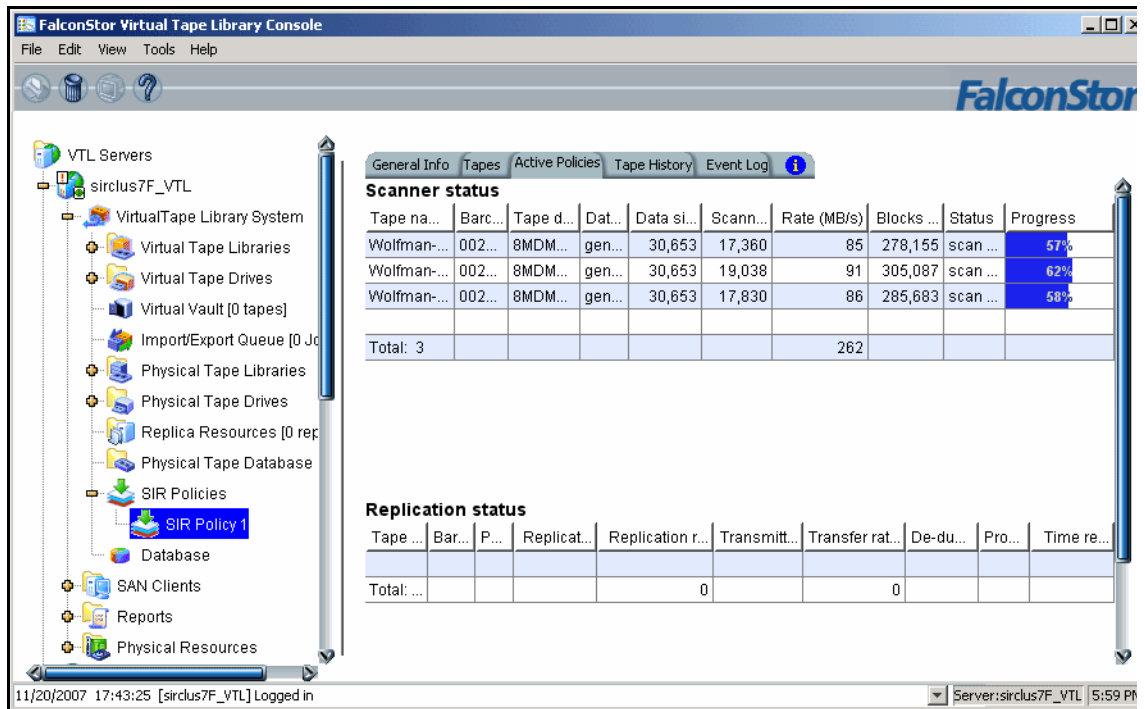 FalconStor Virtual Tape Library Console
File Edit View Tools Help
FalconStor
VTL Servers
sirclus7F_VTL
VirtualTape Library System
Virtual Tape Libraries
Virtual Tape Drives
Virtual Vault [0 tapes]
Import/Export Queue [0 Jo
Physical Tape Libraries
Physical Tape Drives
Replica Resources [0 rep
Physical Tape Database
SIR Policies
SIR Policy 1
Database
SAN Clients
Reports
Physical Resources
General Info Tapes Active Policies Tape History Event Log i
Scanner status
Tape na... Barc... Tape d... Dat... Data si... Scann... Rate (MB/s) Blocks ... Status Progress
Wolfman-... 002... 8MDM... gen... 30,653 17,360 85 278,155 scan ... 57%
Wolfman-... 002... 8MDM... gen... 30,653 19,038 91 305,087 scan ... 62%
Wolfman-... 002... 8MDM... gen... 30,653 17,830 86 285,683 scan ... 58%
Total: 3 262
Replication status
Tape ... Bar... P... Replicat... Replication r... Transmitt... Transfer rat... De-du... Pro... Time re...
Total: ... 0 0
11/20/2007 17:43:25 [sirclus7F_VTL] Logged in Server:sirclus7F_VTL 5:59 PM